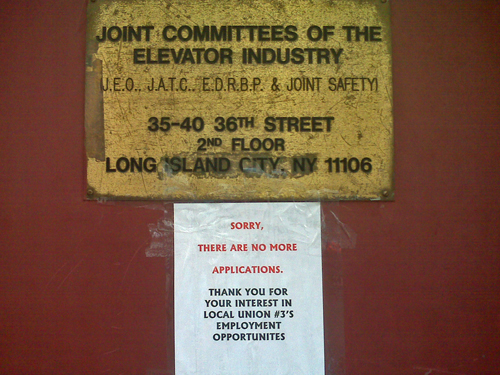 JOINT COMMITTEES OF THE
ELEVATOR INDUSTRY
(J.E.O., J.A.T.C., E.D.R.B.P. & JOINT SAFETY)
35-40 36TH STREET
2ND FLOOR
LONG ISLAND CITY, NY 11106
SORRY,
THERE ARE NO MORE
APPLICATIONS.
THANK YOU FOR
YOUR INTEREST IN
LOCAL UNION #3'S
EMPLOYMENT
OPPORTUNITES